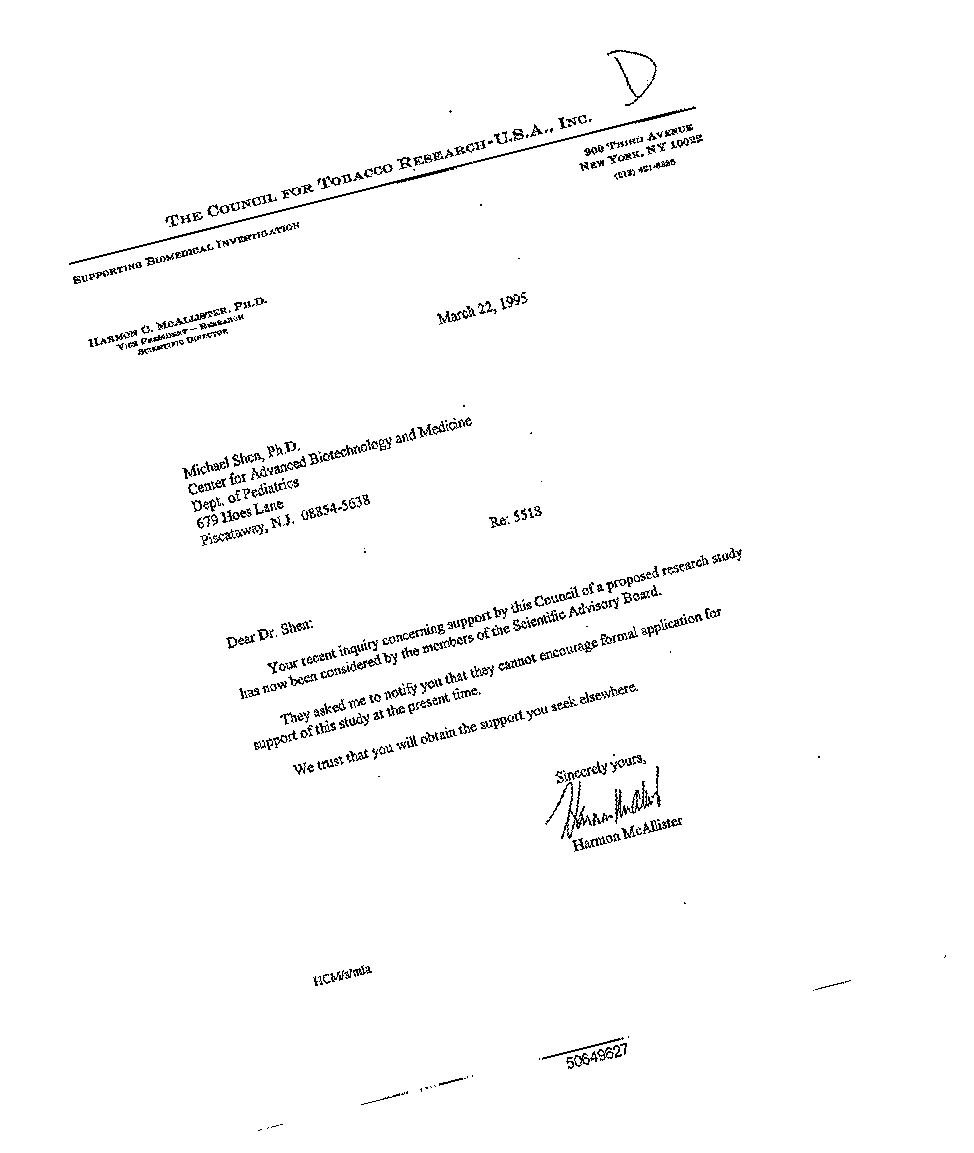 D
THE COUNCIL FOR TOBACCO RESEARCH-U.S.A., INC.
900 THIRD AVENUE
NEW YORK, NY 10022
(212) 421-8885
SUPPORTING BIOMEDICAL INVESTIGATION
HARMON C. MCALLISTER, PH.D.
VICE PRESIDENT — RESEARCH
SCIENTIFIC DIRECTOR
March 22, 1995
Michael Shen, Ph.D.
Center for Advanced Biotechnology and Medicine
Dept. of Pediatrics
679 Hoes Lane
Piscataway, N.J. 08854-5638
Re: 5518
Dear Dr. Shen:
Your recent inquiry concerning support by this Council of a proposed research study
has now been considered by the members of the Scientific Advisory Board.
They asked me to notify you that they cannot encourage formal application for
support of this study at the present time.
We trust that you will obtain the support you seek elsewhere.
Sincerely yours,
Harmon McAllister
HCM/s/mla
50649627